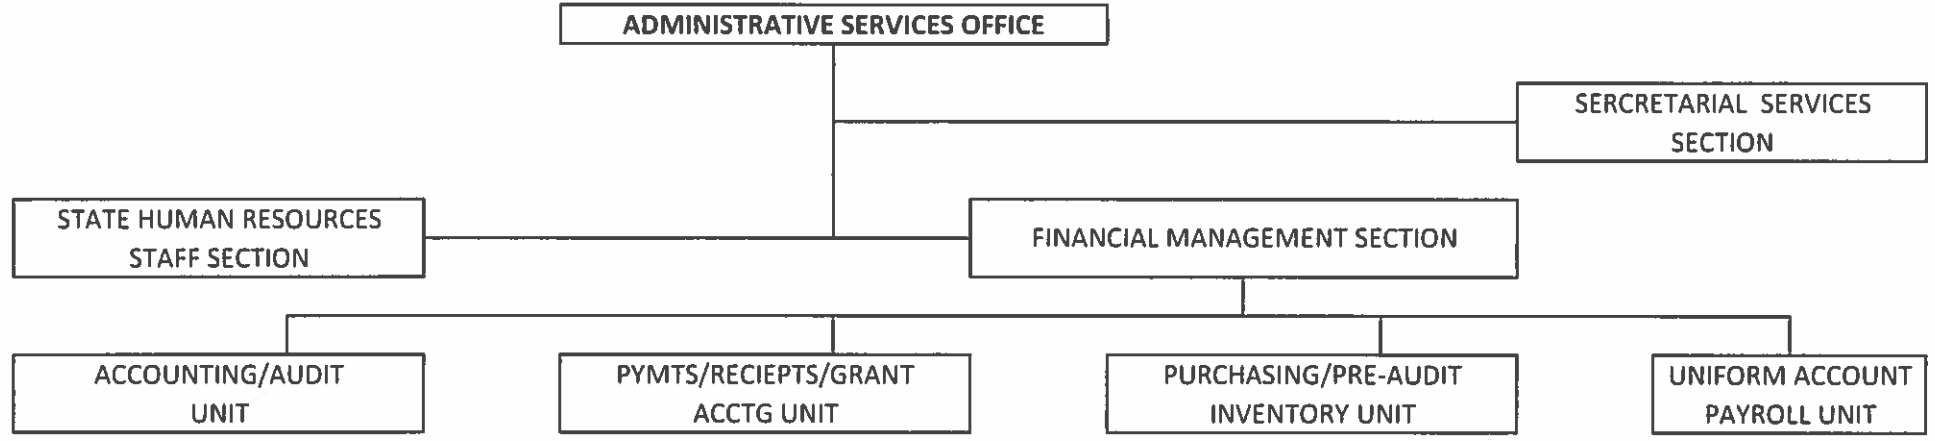 ADMINISTRATIVE SERVICES OFFICE
SERCRETARIAL SERVICES
SECTION
STATE HUMAN RESOURCES
STAFF SECTION
FINANCIAL MANAGEMENT SECTION
ACCOUNTING/AUDIT
UNIT
PYMTS/RECIEPTS/GRANT
ACCTG UNIT
PURCHASING/PRE-AUDIT
INVENTORY UNIT
UNIFORM ACCOUNT
PAYROLL UNIT